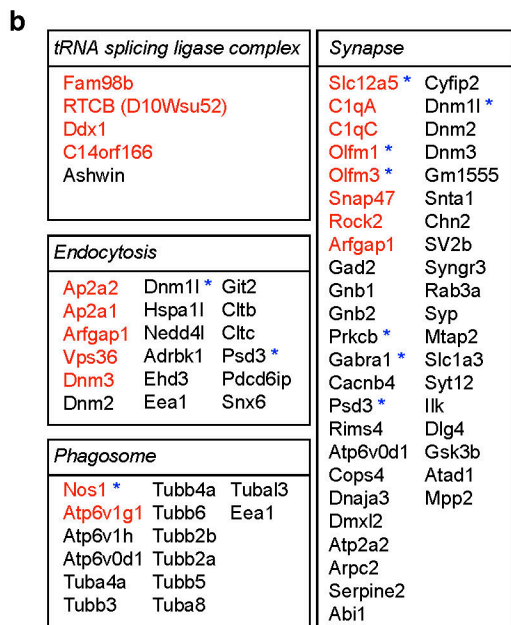 b
tRNA splicing ligase complex
Fam98b
RTCB (D10Wsu52)
Ddx1
C14orf166
Ashwin
Endocytosis
Ap2a2 Dnm1l * Git2
Ap2a1 Hspa1l Cltb
Arfgap1 Nedd4l Cltc
Vps36 Adrbk1 Psd3 *
Dnm3 Ehd3 Pdcd6ip
Dnm2 Eea1 Snx6
Phagosome
Nos1 * Tubb4a Tubal3
Atp6v1g1 Tubb6 Eea1
Atp6v1h Tubb2b
Atp6v0d1 Tubb2a
Tuba4a Tubb5
Tubb3 Tuba8
Synapse
Slc12a5 * Cyfip2
C1qA Dnm1l *
C1qC Dnm2
Olfm1 * Dnm3
Olfm3 * Gm1555
Snap47 Snta1
Rock2 Chn2
Arfgap1 SV2b
Gad2 Syngr3
Gnb1 Rab3a
Gnb2 Syp
Prkcb * Mtap2
Gabra1 * Slc1a3
Cacnb4 Syt12
Psd3 * Ilk
Rims4 Dlg4
Atp6v0d1 Gsk3b
Cops4 Atad1
Dnaja3 Mpp2
Dmxl2
Atp2a2
Arpc2
Serpine2
Abi1